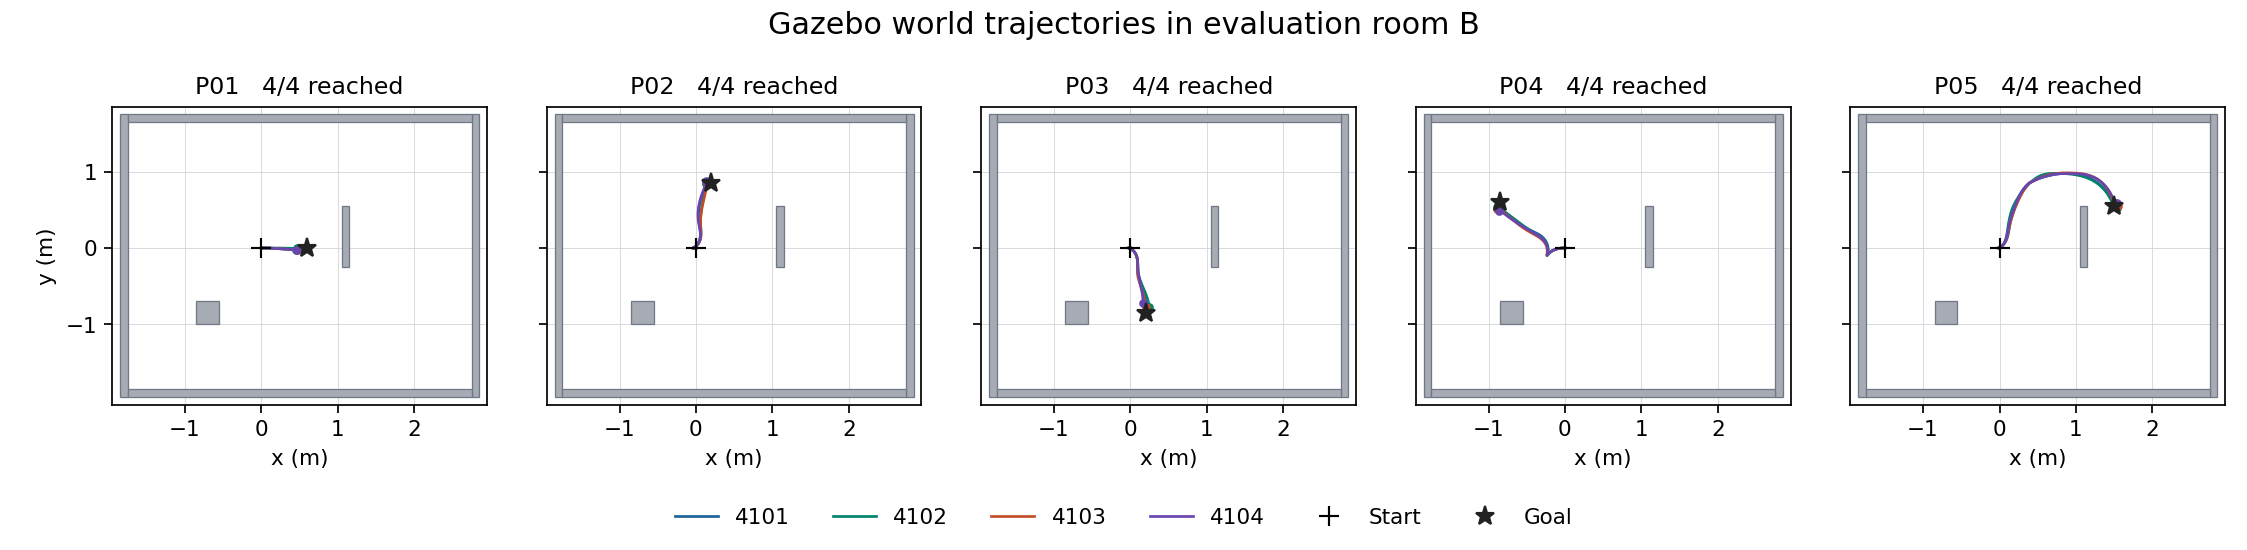 Gazebo world trajectories in evaluation room B
P01 4/4 reached
P02 4/4 reached
P03 4/4 reached
P04 4/4 reached
P05 4/4 reached
y (m)
1
0
−1
−1 0 1 2
−1 0 1 2
−1 0 1 2
−1 0 1 2
−1 0 1 2
x (m)
x (m)
x (m)
x (m)
x (m)
4101 4102 4103 4104 Start Goal